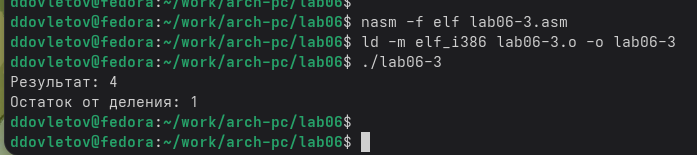 ddovletov@fedora:~/work/arch-pc/lab06$
ddovletov@fedora:~/work/arch-pc/lab06$ nasm -f elf lab06-3.asm
ddovletov@fedora:~/work/arch-pc/lab06$ ld -m elf_i386 lab06-3.o -o lab06-3
ddovletov@fedora:~/work/arch-pc/lab06$ ./lab06-3
Результат: 4
Остаток от деления: 1
ddovletov@fedora:~/work/arch-pc/lab06$
ddovletov@fedora:~/work/arch-pc/lab06$